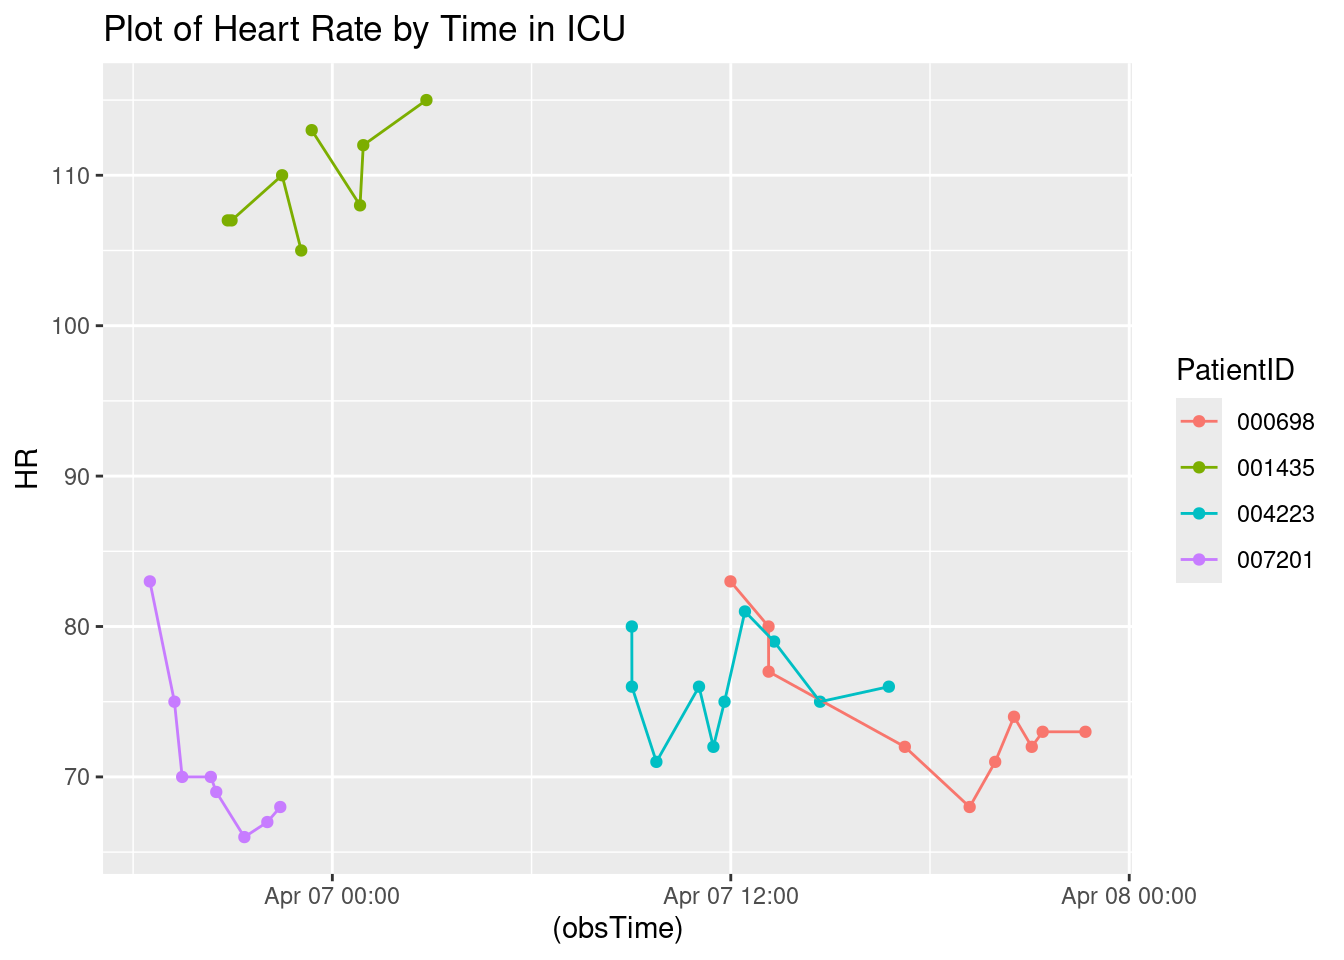 Plot of Heart Rate by Time in ICU
110
100
90
80
70
HR
Apr 07 00:00
Apr 07 12:00
Apr 08 00:00
(obsTime)
PatientID
000698
001435
004223
007201